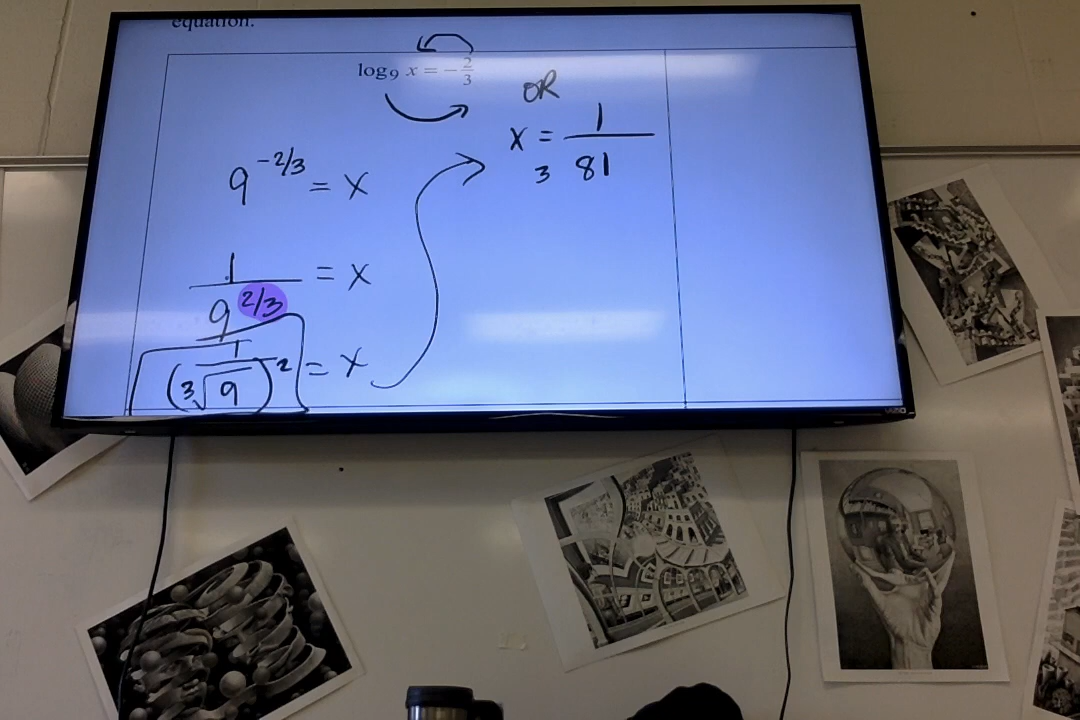 equation.
log₉ x = -2/3
9^(-2/3) = x
1/9^(2/3) = x
1/(³√9)² = x
OR
x = 1/3 81
VIZIO